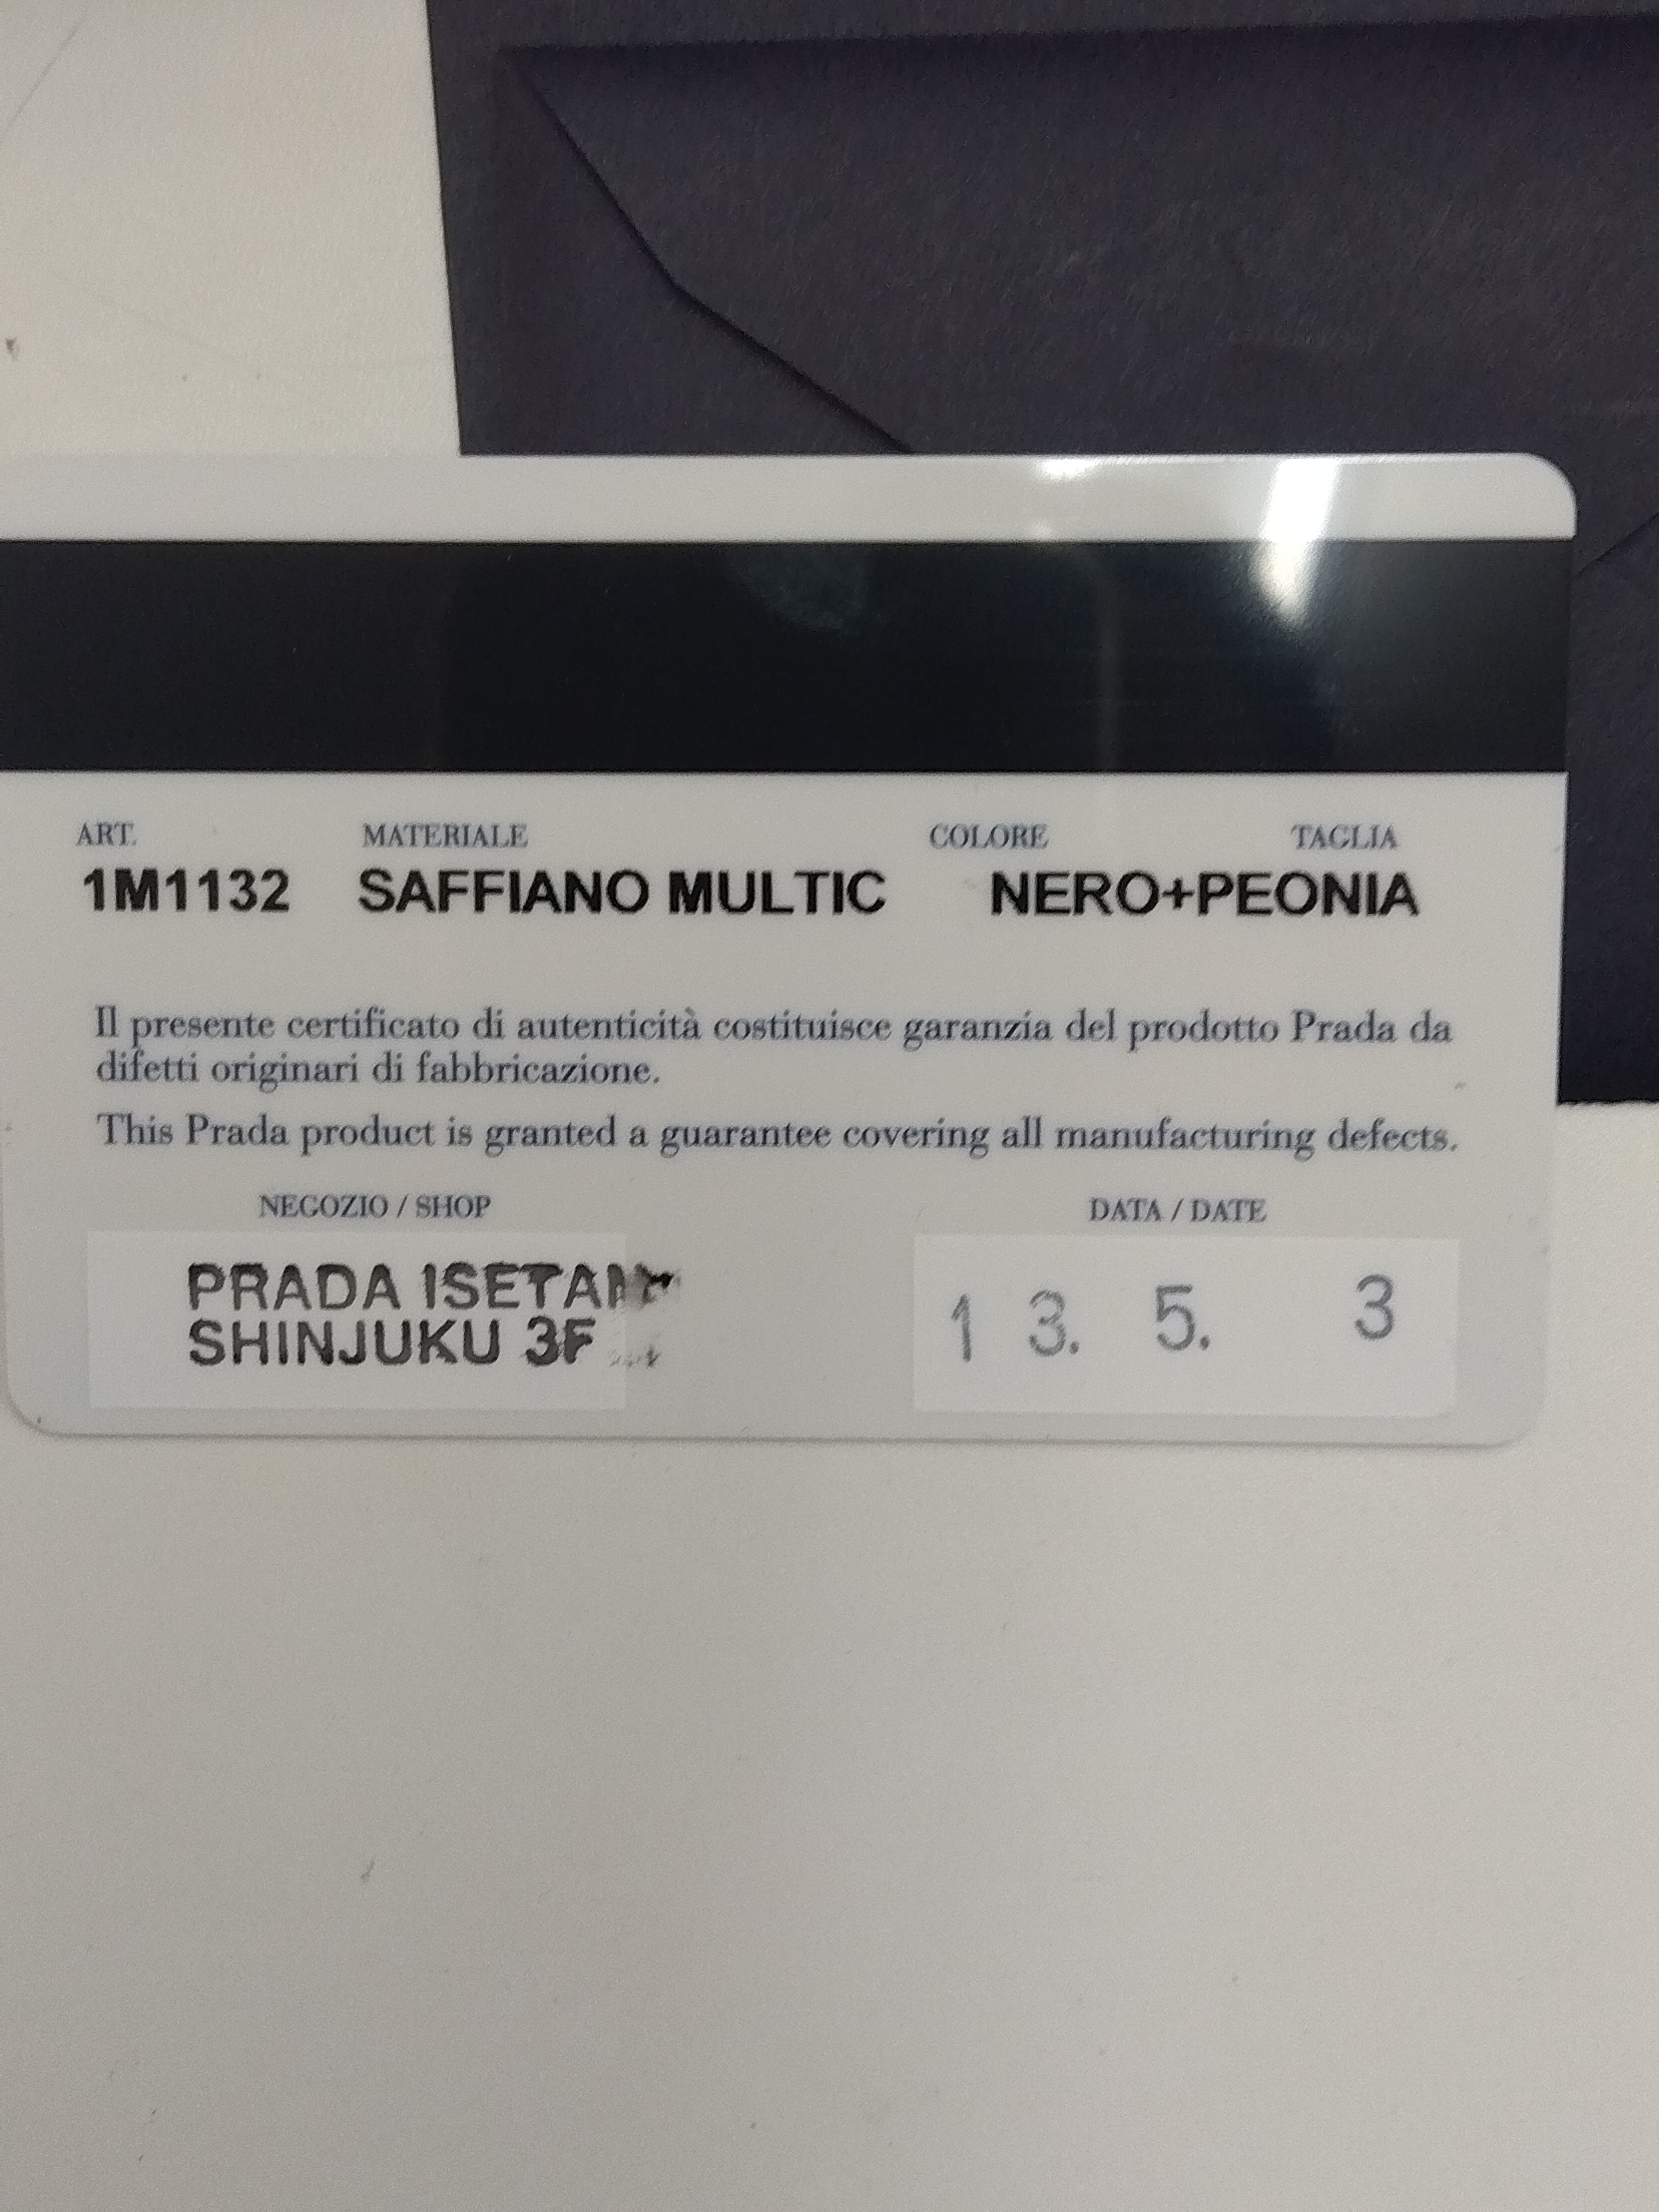 ART. MATERIALE COLORE TAGLIA
1M1132 SAFFIANO MULTIC NERO+PEONIA
Il presente certificato di autenticità costituisce garanzia del prodotto Prada da
difetti originari di fabbricazione.
This Prada product is granted a guarantee covering all manufacturing defects.
NEGOZIO / SHOP DATA / DATE
PRADA ISETAN
SHINJUKU 3F
13. 5. 3